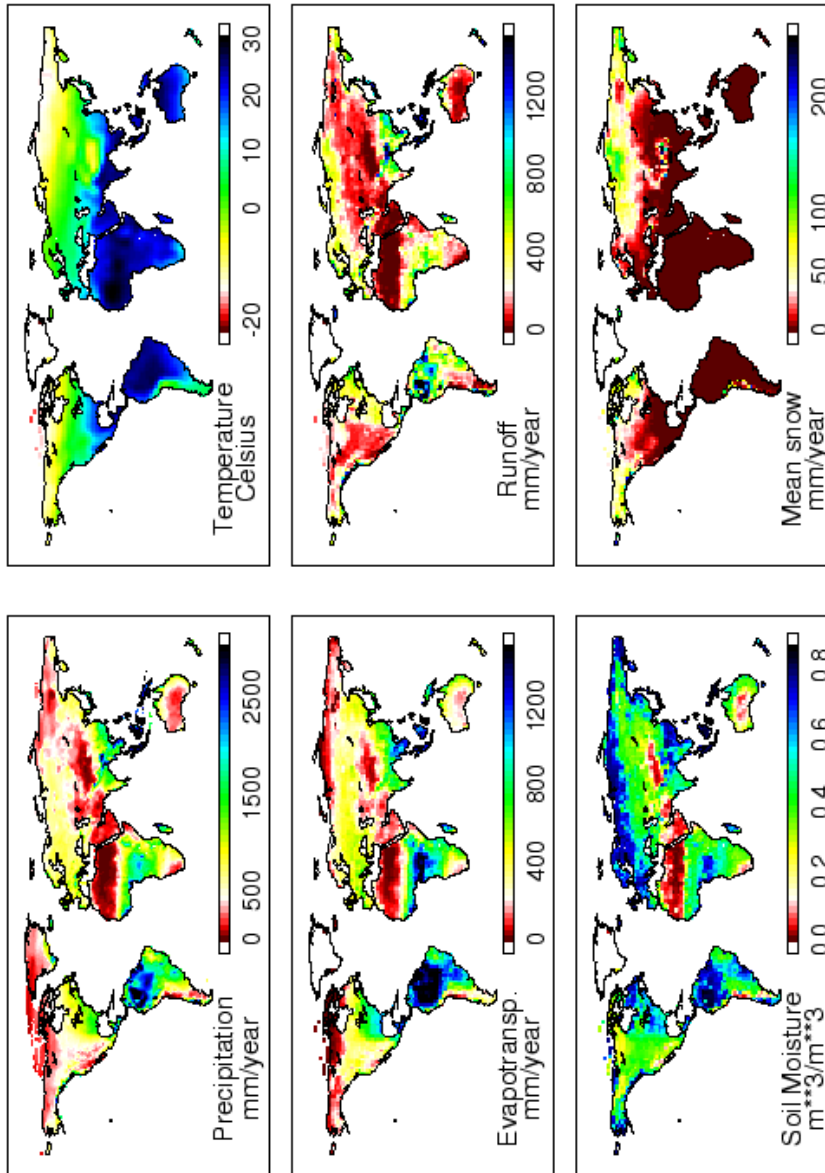 Precipitation
mm/year
0 500 1500 2500
Temperature
Celsius
-20 0 10 20 30
Evapotransp.
mm/year
0 400 800 1200
Runoff
mm/year
0 400 800 1200
Soil Moisture
m**3/m**3
0.0 0.2 0.4 0.6 0.8
Mean snow
mm/year
0 50 100 200